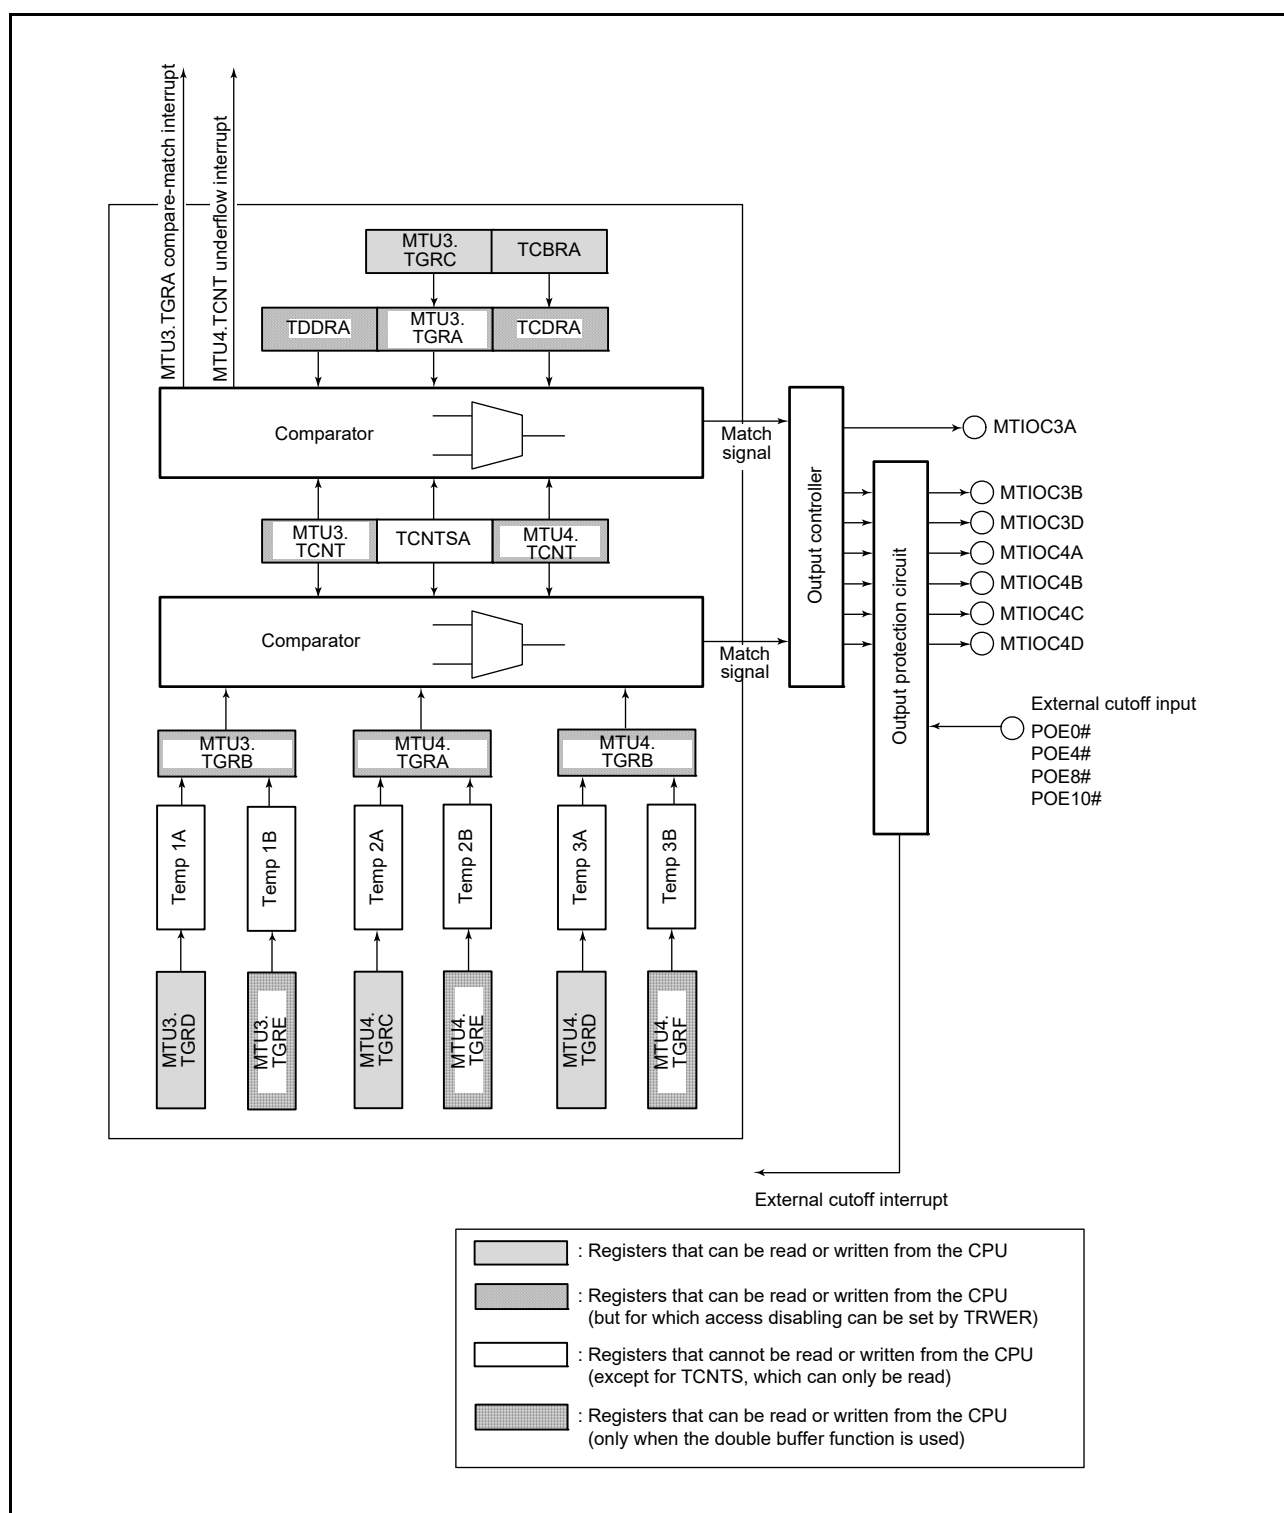 MTU3.TGRA compare-match interrupt
MTU4.TCNT underflow interrupt
MTU3.
TGRC
TCBRA
TDDRA
MTU3.
TGRA
TCDRA
Comparator
Match
signal
MTU3.
TCNT
TCNTSA
MTU4.
TCNT
Comparator
Match
signal
Output controller
Output protection circuit
MTIOC3A
MTIOC3B
MTIOC3D
MTIOC4A
MTIOC4B
MTIOC4C
MTIOC4D
External cutoff input
POE0#
POE4#
POE8#
POE10#
MTU3.
TGRB
MTU4.
TGRA
MTU4.
TGRB
Temp 1A
Temp 1B
Temp 2A
Temp 2B
Temp 3A
Temp 3B
MTU3.
TGRD
MTU3.
TGRE
MTU4.
TGRC
MTU4.
TGRE
MTU4.
TGRD
MTU4.
TGRF
External cutoff interrupt
: Registers that can be read or written from the CPU
: Registers that can be read or written from the CPU
(but for which access disabling can be set by TRWER)
: Registers that cannot be read or written from the CPU
(except for TCNTS, which can only be read)
: Registers that can be read or written from the CPU
(only when the double buffer function is used)